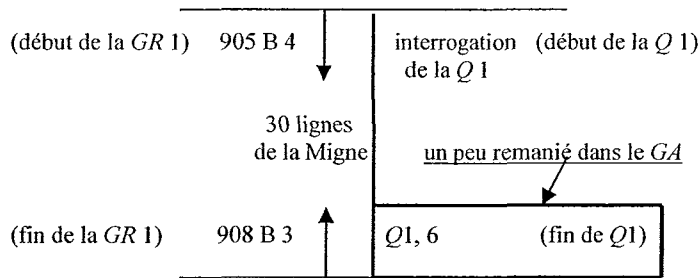 (début de la GR 1) 905 B 4 interrogation (début de la Q 1)
de la Q 1
30 lignes
de la Migne un peu remanié dans le GA
(fin de la GR 1) 908 B 3 Q1, 6 (fin de Q1)